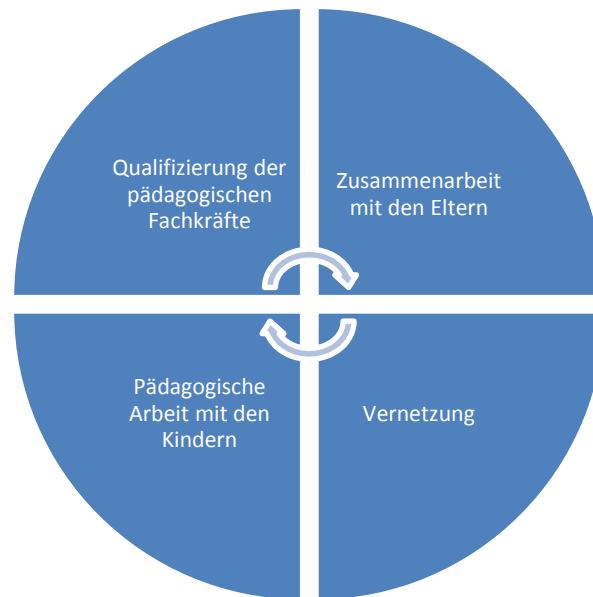 Qualifizierung der
pädagogischen
Fachkräfte
Zusammenarbeit
mit den Eltern
Pädagogische
Arbeit mit den
Kindern
Vernetzung